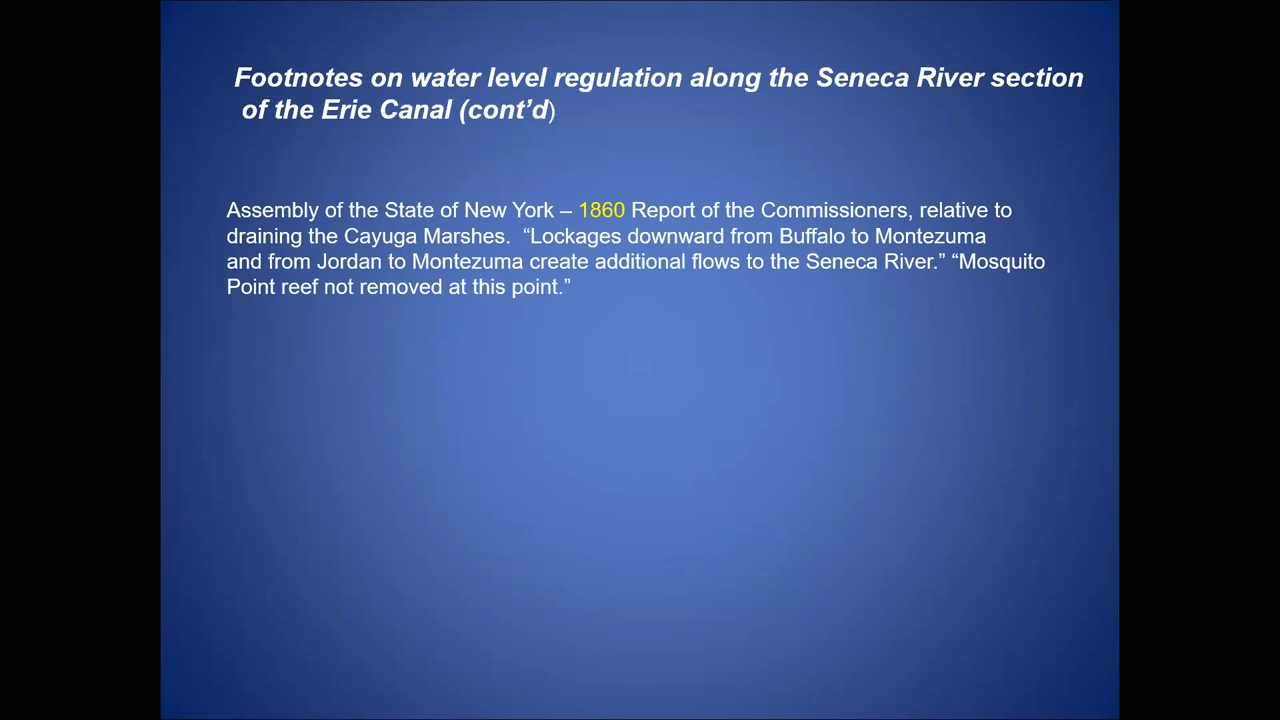 Footnotes on water level regulation along the Seneca River section
of the Erie Canal (cont’d)
Assembly of the State of New York – 1860 Report of the Commissioners, relative to
draining the Cayuga Marshes.  “Lockages downward from Buffalo to Montezuma
and from Jordan to Montezuma create additional flows to the Seneca River.” “Mosquito
Point reef not removed at this point.”